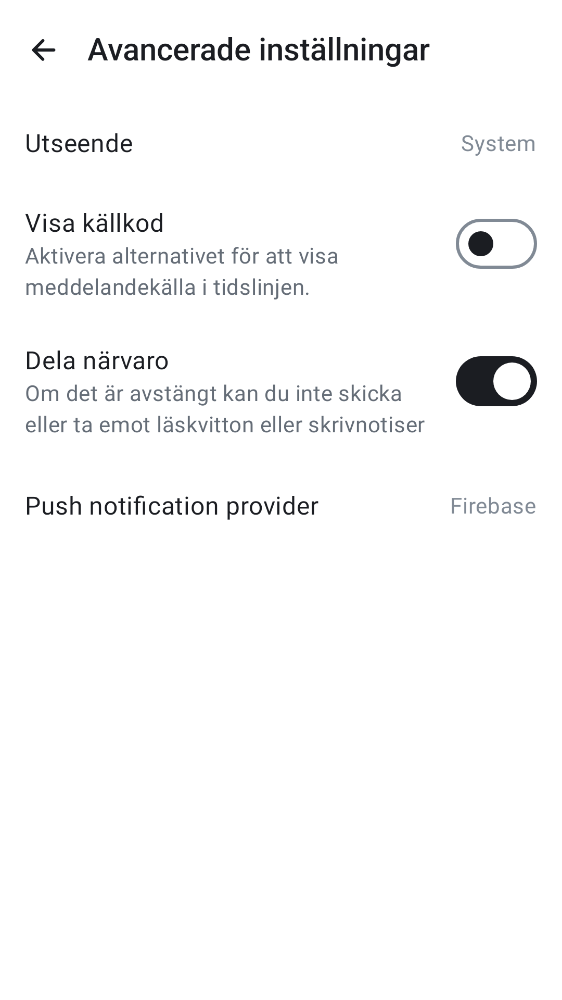 Avancerade inställningar
Utseende
System
Visa källkod
Aktivera alternativet för att visa
meddelandekälla i tidslinjen.
Dela närvaro
Om det är avstängt kan du inte skicka
eller ta emot läskvitton eller skrivnotiser
Push notification provider
Firebase